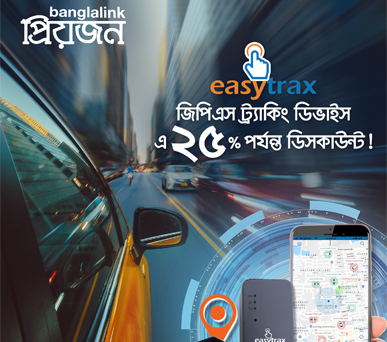 banglalink
প্রিয়জন
easytrax
জিপিএস ট্র্যাকিং ডিভাইস
এ ২৫% পর্যন্ত ডিসকাউন্ট!
easytrax